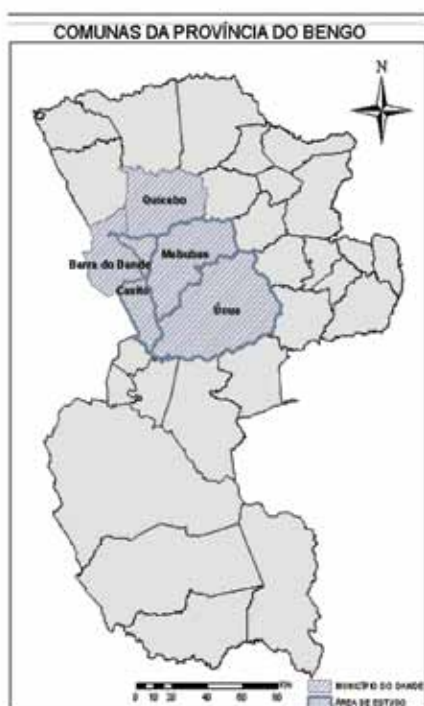 COMUNAS DA PROVÍNCIA DO BENGO
N
Quicabo
Barra do Dande
Mabubas
Caxito
Úcua
0 10 20 40 60 80
KM
MUNICÍPIO DO DANDE
ÁREA DE ESTUDO